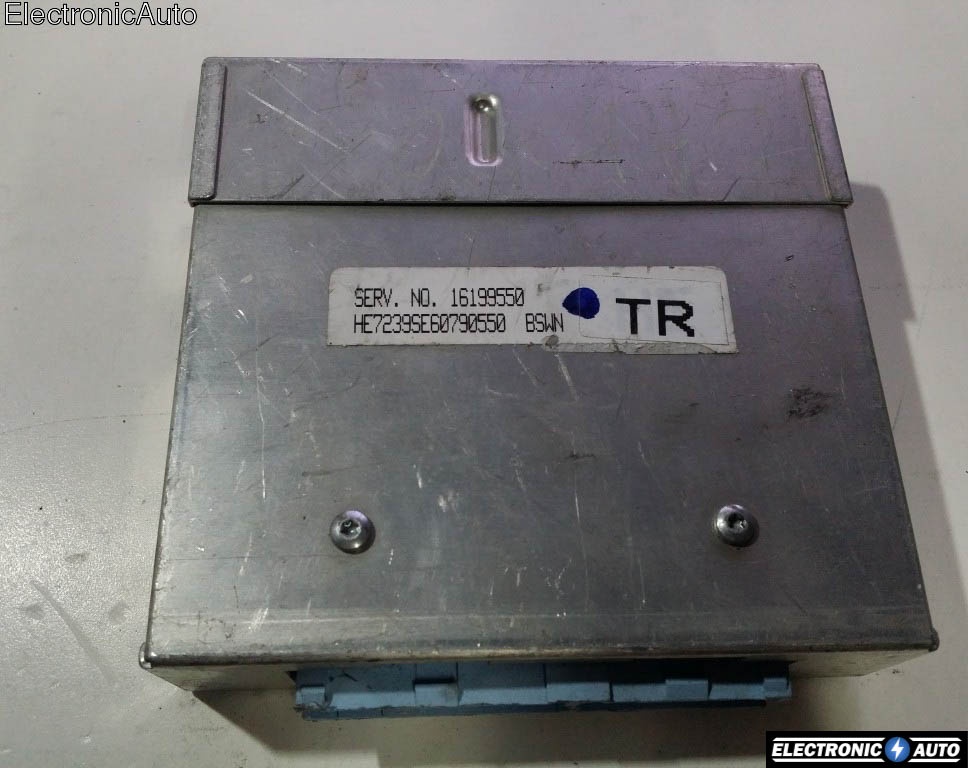 ElectronicAuto
SERV. NO. 16199550
HE7239SE60790550 BSWN
TR
ELECTRONIC AUTO